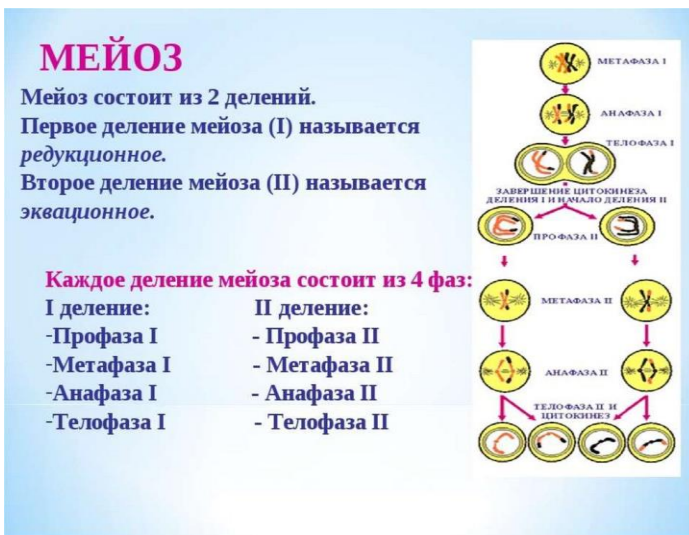 МЕЙОЗ
Мейоз состоит из 2 делений.
Первое деление мейоза (I) называется
редукционное.
Второе деление мейоза (II) называется
эквационное.
Каждое деление мейоза состоит из 4 фаз:
I деление: II деление:
-Профаза I - Профаза II
-Метафаза I - Метафаза II
-Анафаза I - Анафаза II
-Телофаза I - Телофаза II
МЕТАФАЗА I
АНАФАЗА I
ТЕЛОФАЗА I
ЗАВЕРШЕНИЕ ЦИТОКИНЕЗА
ДЕЛЕНИЯ I И НАЧАЛО ДЕЛЕНИЯ II
ПРОФАЗА II
МЕТАФАЗА II
АНАФАЗА II
ТЕЛОФАЗА II И
ЦИТОКИНЕЗ